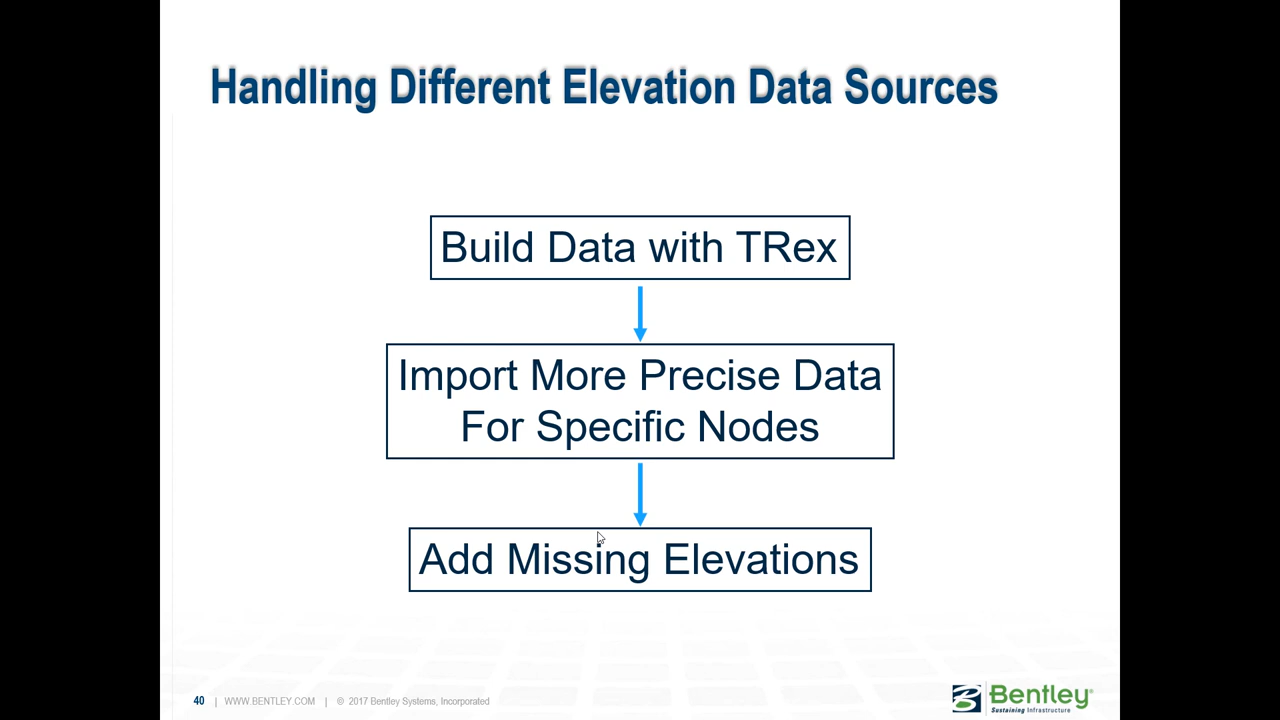 Handling Different Elevation Data Sources
Build Data with TRex
Import More Precise Data
For Specific Nodes
Add Missing Elevations
40 | WWW.BENTLEY.COM | © 2017 Bentley Systems, Incorporated
Bentley®
Sustaining Infrastructure